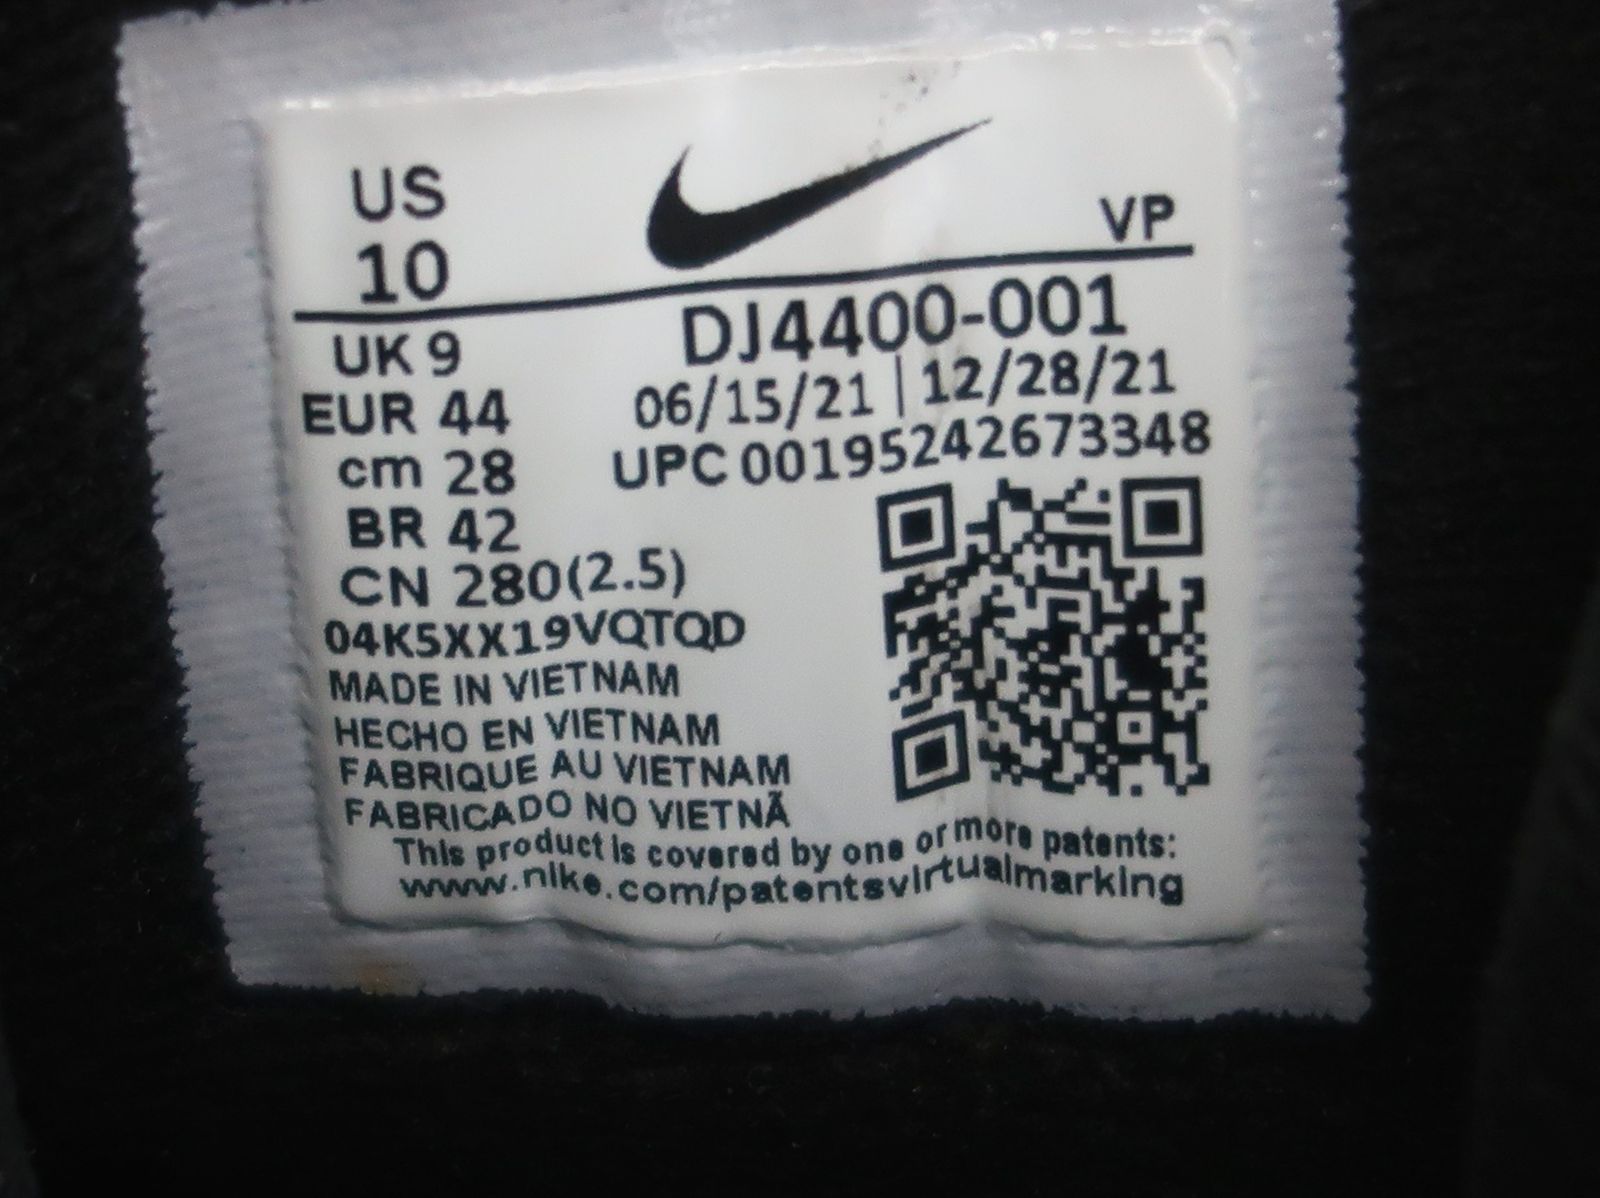 US
10
VP
UK 9
DJ4400-001
EUR 44
06/15/21 | 12/28/21
cm 28
UPC 00195242673348
BR 42
CN 280(2.5)
04K5XX19VQTQD
MADE IN VIETNAM
HECHO EN VIETNAM
FABRIQUE AU VIETNAM
FABRICADO NO VIETNÃ
This product is covered by one or more patents:
www.nike.com/patentsvirtualmarking